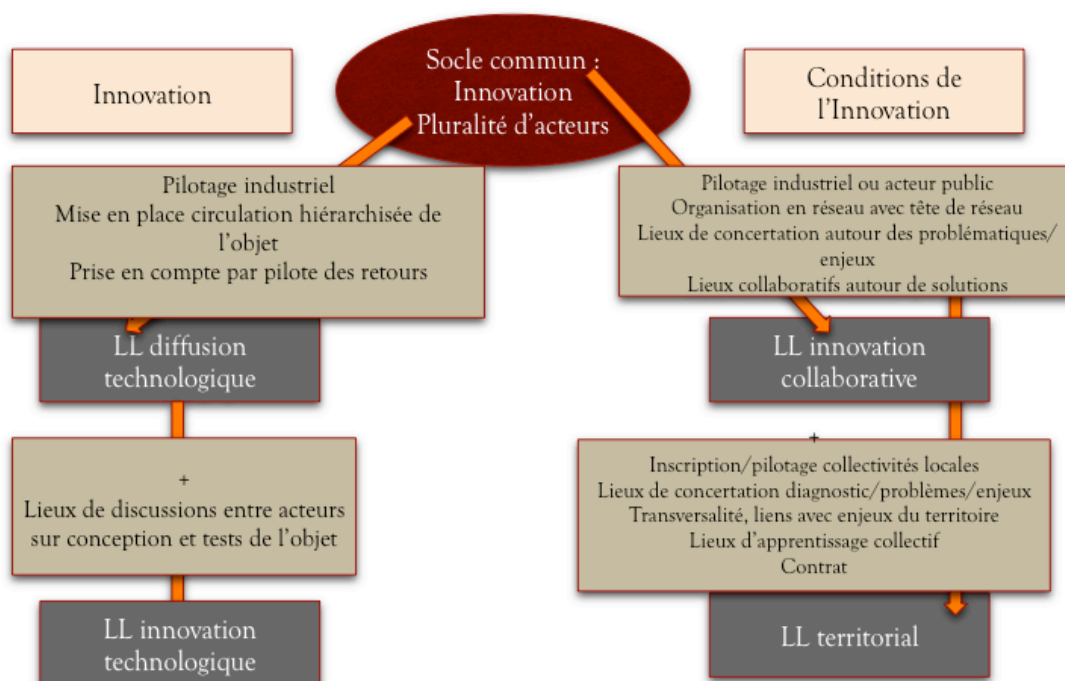 Socle commun :
Innovation
Pluralité d'acteurs
Innovation
Conditions de
l'Innovation
Pilotage industriel
Mise en place circulation hiérarchisée de
l'objet
Prise en compte par pilote des retours
Pilotage industriel ou acteur public
Organisation en réseau avec tête de réseau
Lieux de concertation autour des problématiques/
enjeux
Lieux collaboratifs autour de solutions
LL diffusion
technologique
LL innovation
collaborative
+
Lieux de discussions entre acteurs
sur conception et tests de l'objet
+
Inscription/pilotage collectivités locales
Lieux de concertation diagnostic/problèmes/enjeux
Transversalité, liens avec enjeux du territoire
Lieux d'apprentissage collectif
Contrat
LL innovation
technologique
LL territorial